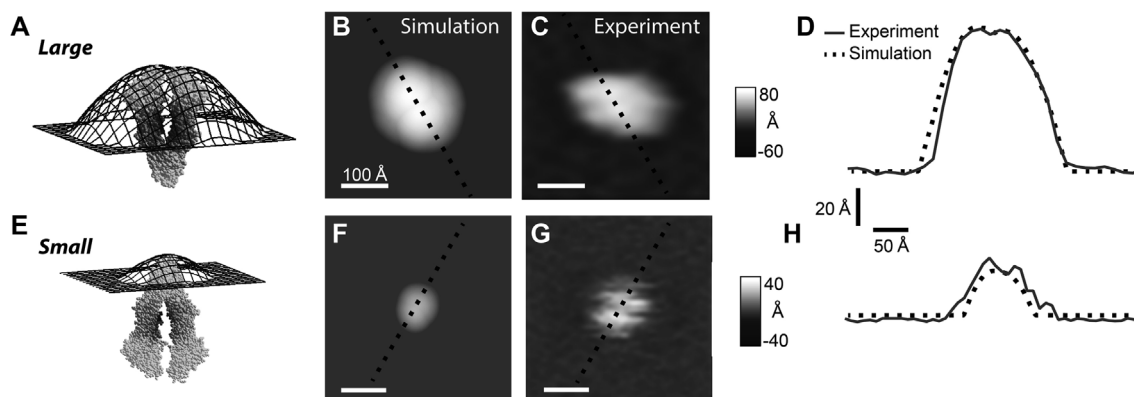 A
Large
B
Simulation
100 Å
C
Experiment
80
Å
-60
D
Experiment
Simulation
20 Å
50 Å
E
Small
F
G
40
Å
-40
H